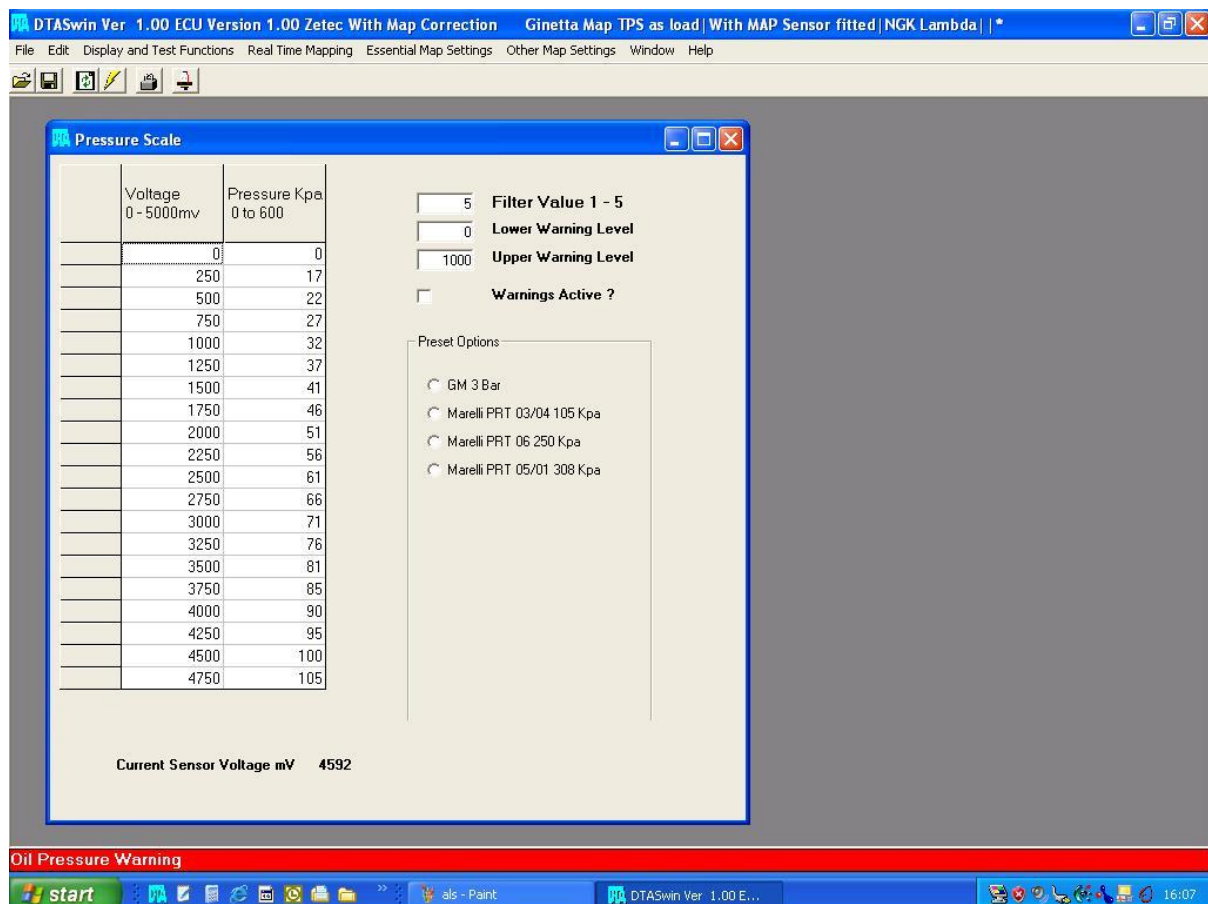 DTASwin Ver 1.00 ECU Version 1.00 Zetec With Map Correction Ginetta Map TPS as load|With MAP Sensor fitted|NGK Lambda||*
File Edit Display and Test Functions Real Time Mapping Essential Map Settings Other Map Settings Window Help
Pressure Scale
Voltage 0 - 5000mv Pressure Kpa 0 to 600
0 0
250 17
500 22
750 27
1000 32
1250 37
1500 41
1750 46
2000 51
2250 56
2500 61
2750 66
3000 71
3250 76
3500 81
3750 85
4000 90
4250 95
4500 100
4750 105
5 Filter Value 1 - 5
0 Lower Warning Level
1000 Upper Warning Level
Warnings Active ?
Preset Options
GM 3 Bar
Marelli PRT 03/04 105 Kpa
Marelli PRT 06 250 Kpa
Marelli PRT 05/01 308 Kpa
Current Sensor Voltage mV 4592
Oil Pressure Warning
start als - Paint DTASwin Ver 1.00 E... 16:07